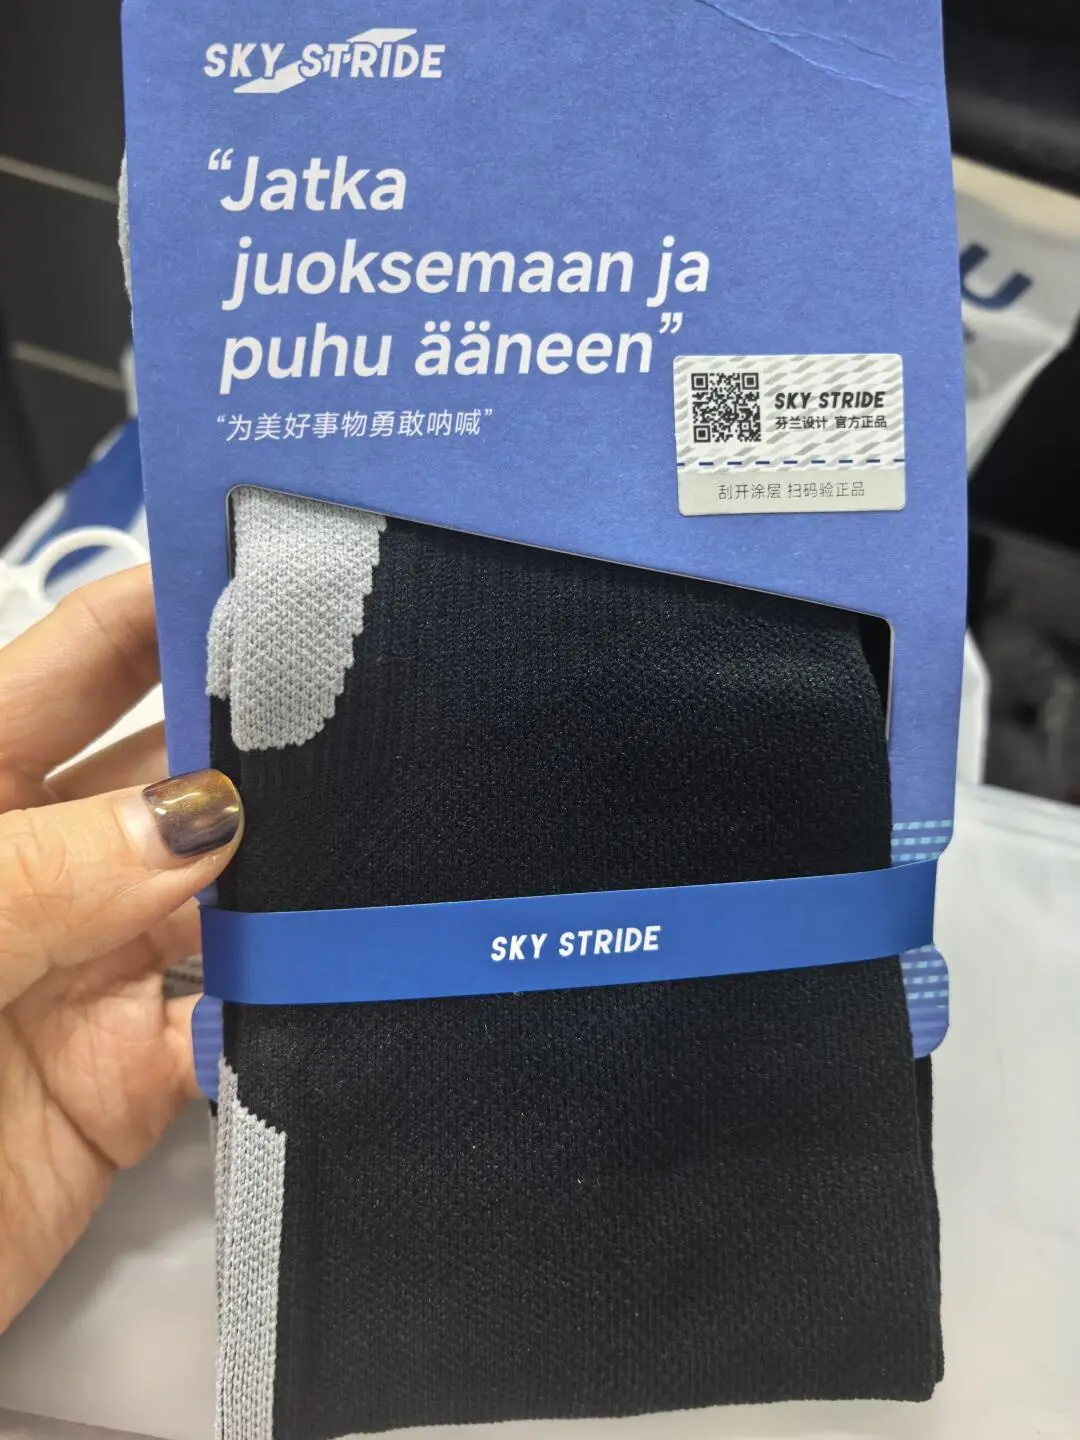 SKY STRIDE
“Jatka
juoksemaan ja
puhu ääneen”
“为美好事物勇敢呐喊”
SKY STRIDE
芬兰设计 官方正品
刮开涂层 扫码验正品
U
SKY STRIDE